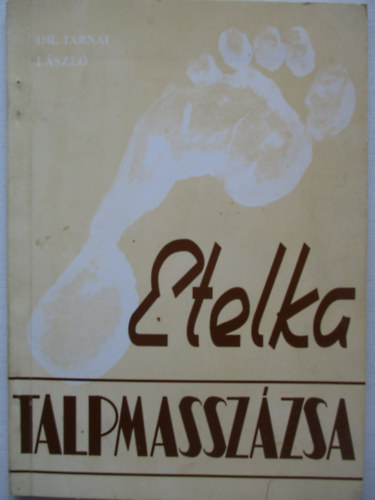 DR. TARNAI
LÁSZLÓ
Etelka
TALPMASSZÁZSA